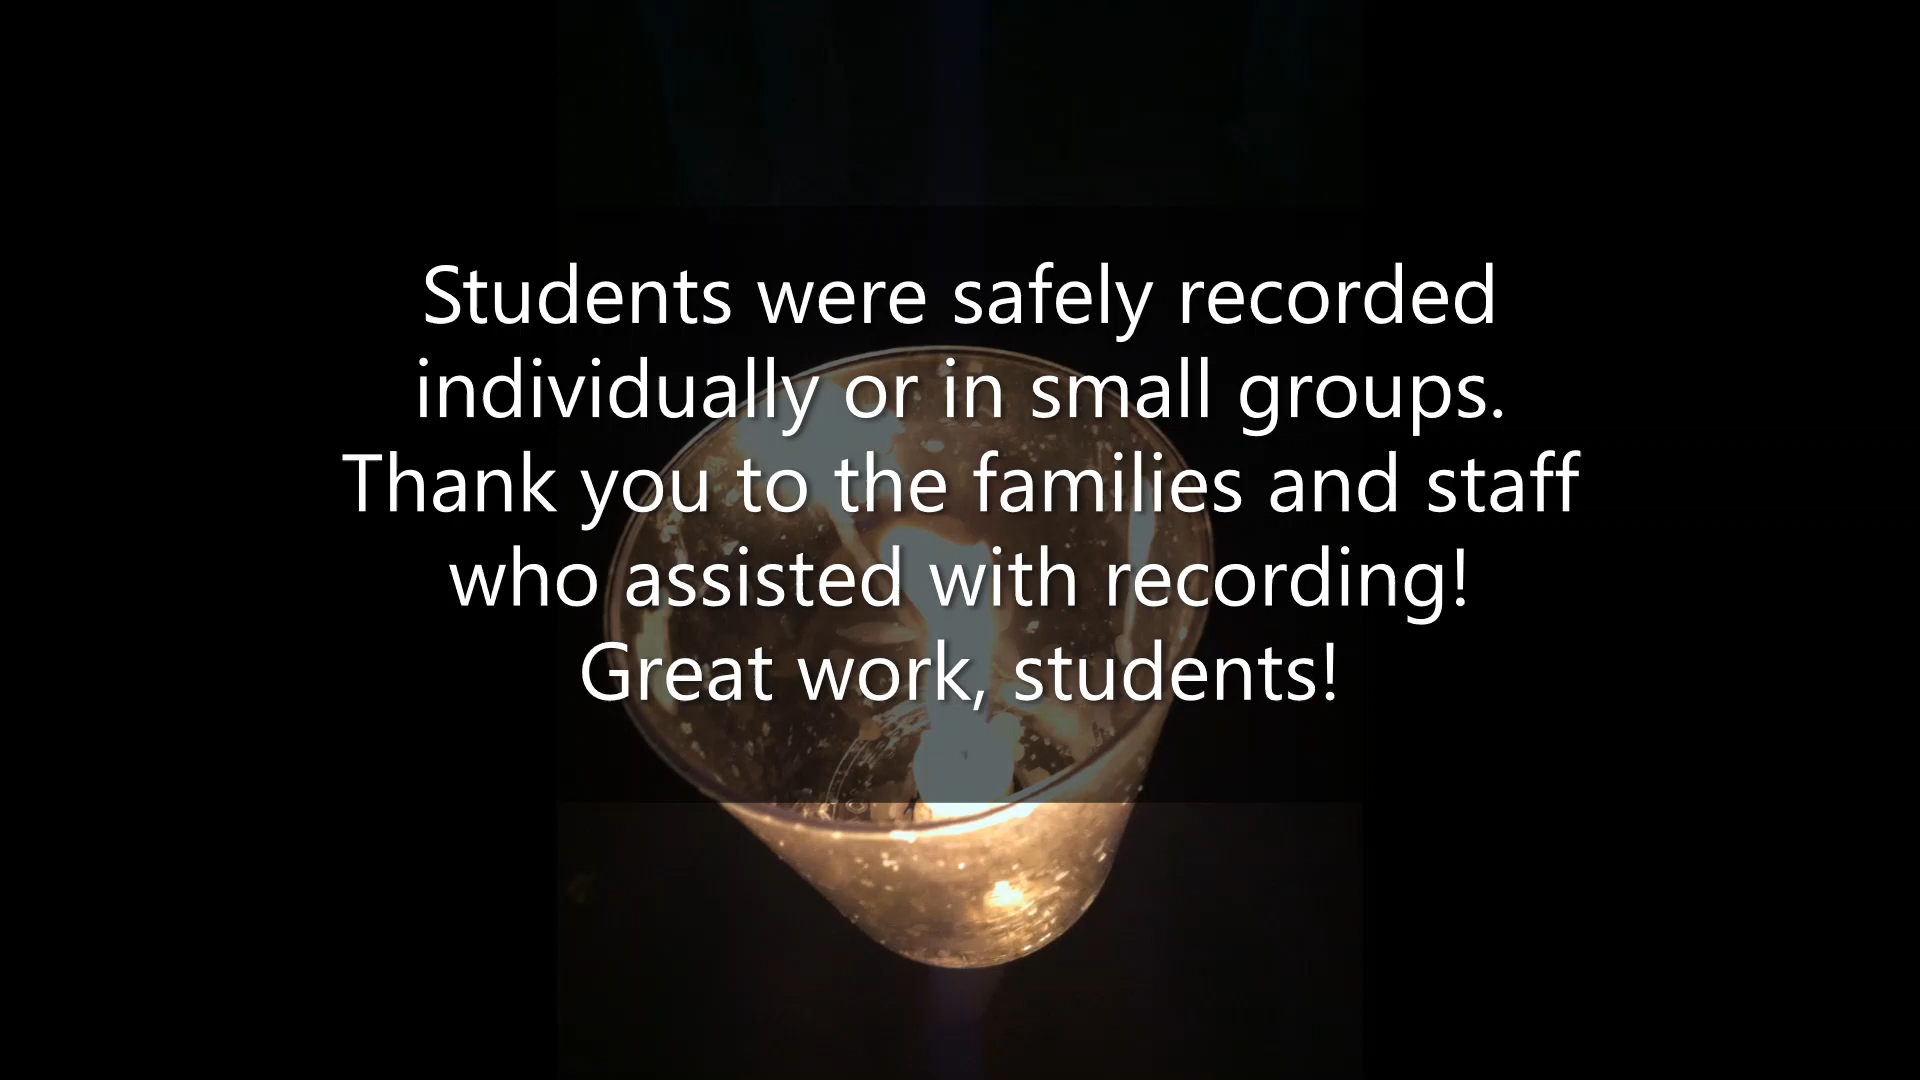 Students were safely recorded
individually or in small groups.
Thank you to the families and staff
who assisted with recording!
Great work, students!